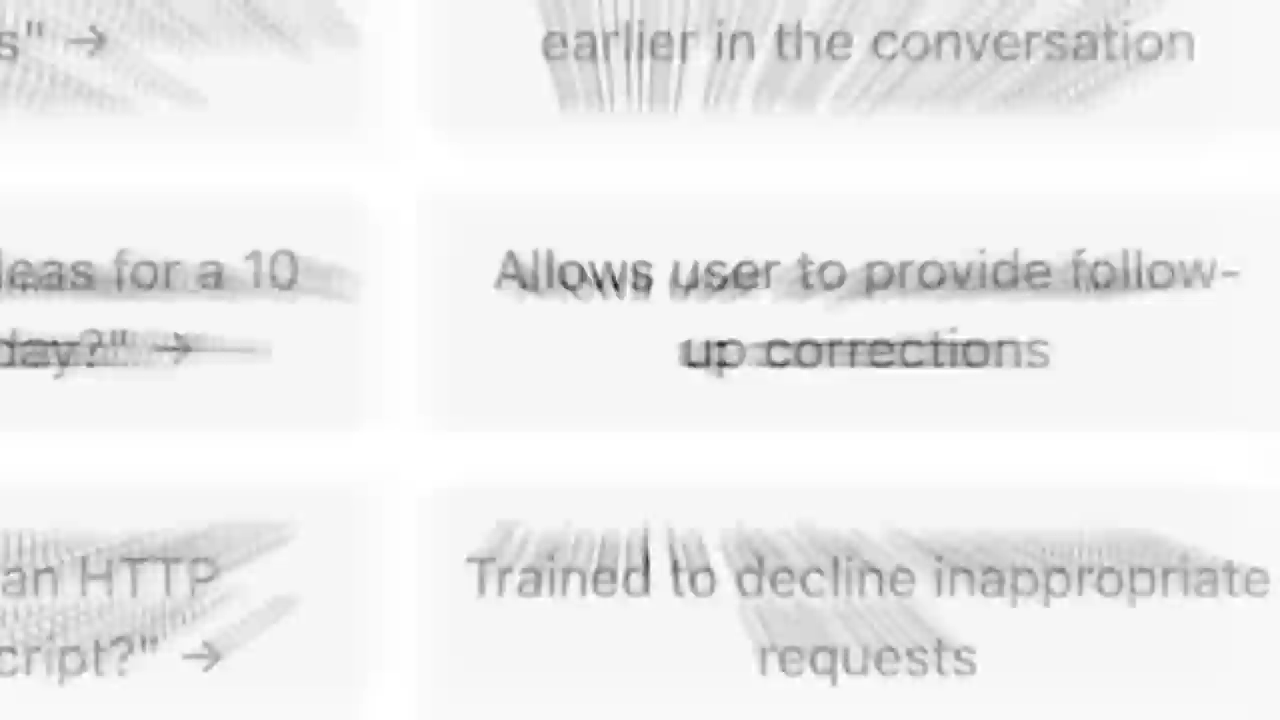 s" →
earlier in the conversation
deas for a 10
day?" →
Allows user to provide follow-
up corrections
an HTTP
cript?" →
Trained to decline inappropriate
requests